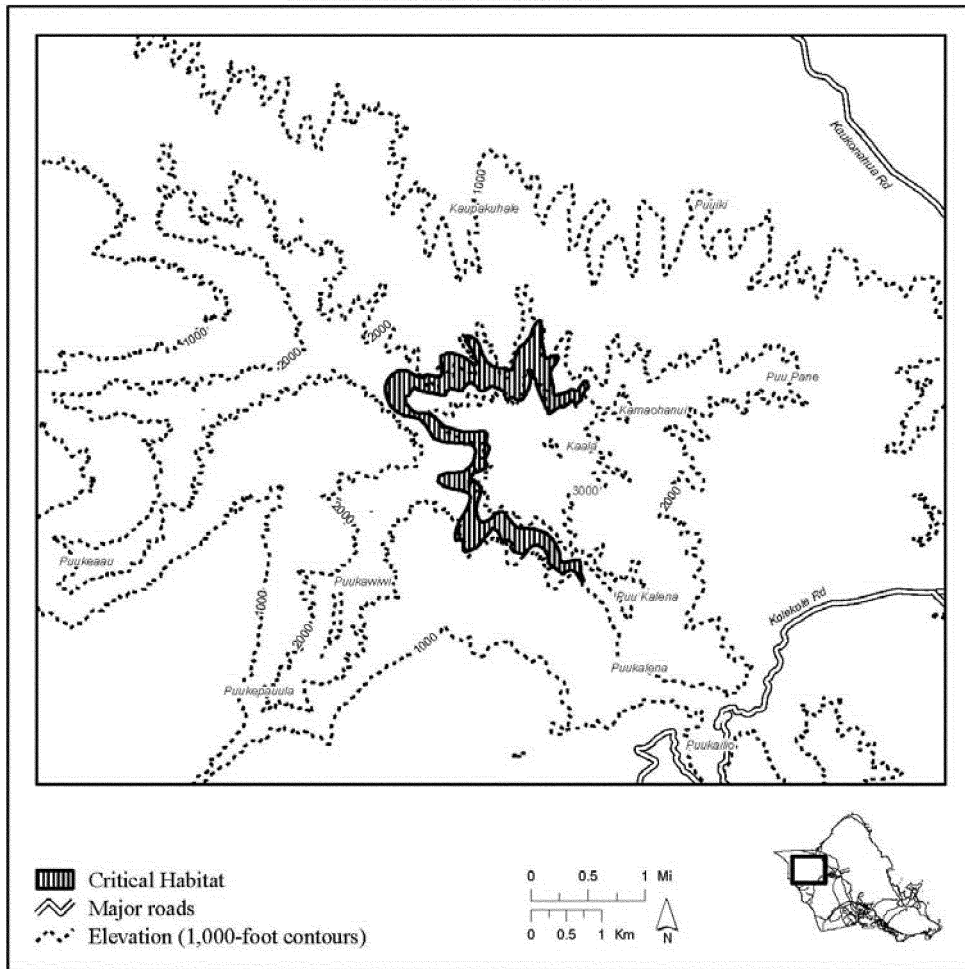 Kaukonahua Rd
1000
Kaupakuhale
Puuiki
1000
2000
2000
Puu Pane
Kamaohanui
Kaala
3000'
2000
2000
Puukeaau
Puukawiwi
1000
Puu Kalena
Kolekole Rd
2000
1000
Puukalena
Puukepauula
Puukailio
Critical Habitat
Major roads
Elevation (1,000-foot contours)
0 0.5 1 Mi
0 0.5 1 Km
N